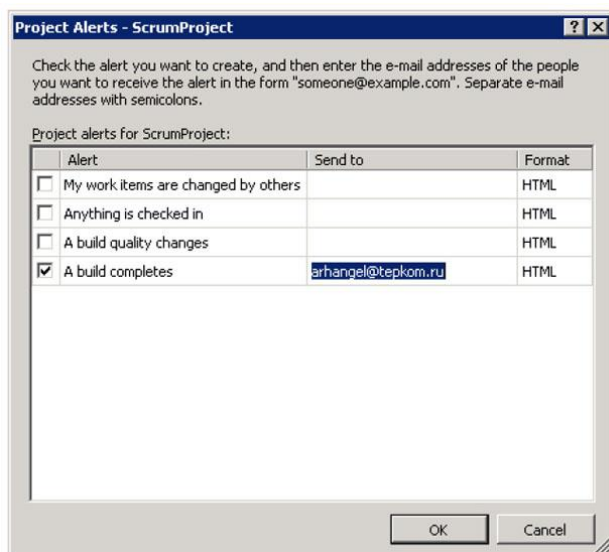 Project Alerts - ScrumProject
Check the alert you want to create, and then enter the e-mail addresses of the people
you want to receive the alert in the form "someone@example.com". Separate e-mail
addresses with semicolons.
Project alerts for ScrumProject:
Alert Send to Format
My work items are changed by others HTML
Anything is checked in HTML
A build quality changes HTML
A build completes arhangel@tepkom.ru HTML
OK Cancel